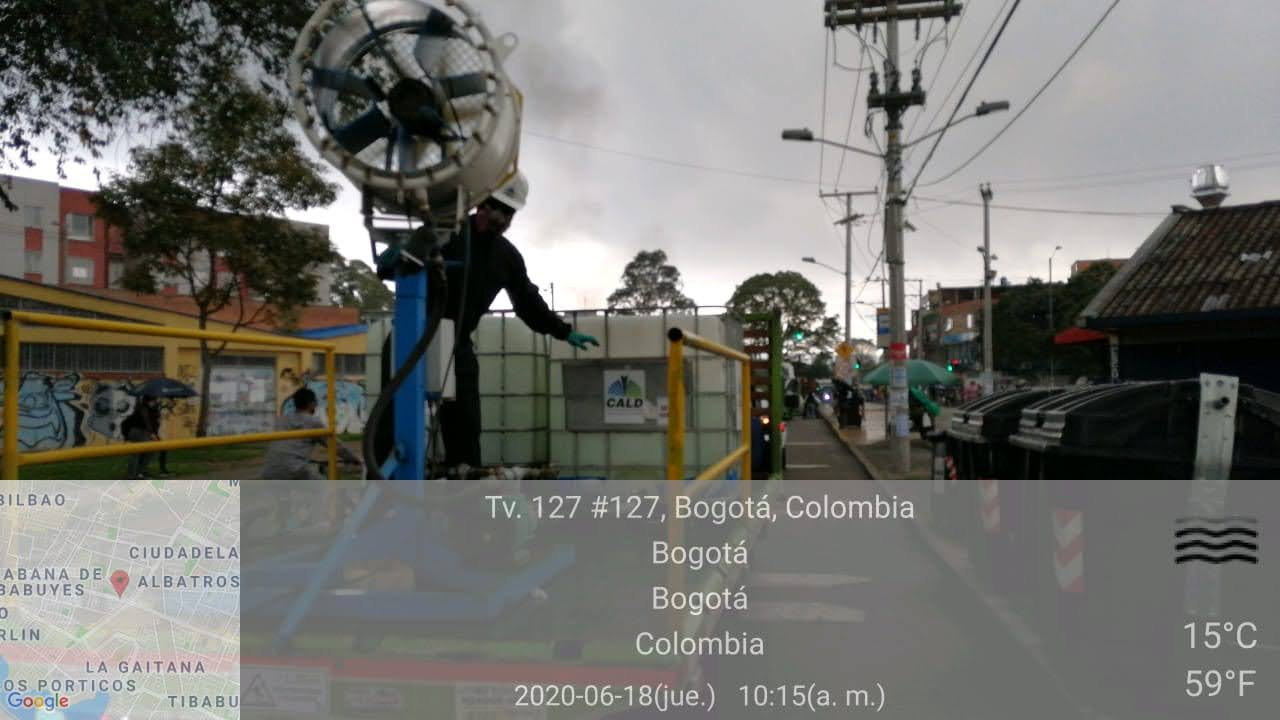 CALD
Tv. 127 #127, Bogotá, Colombia
Bogotá
Bogotá
Colombia
2020-06-18(jue.) 10:15(a. m.)
15°C
59°F
BILBAO
CIUDADELA
ABANA DE
BABUYES
ALBATROS
RLIN
LA GAITANA
OS PORTICOS
TIBABU
Google